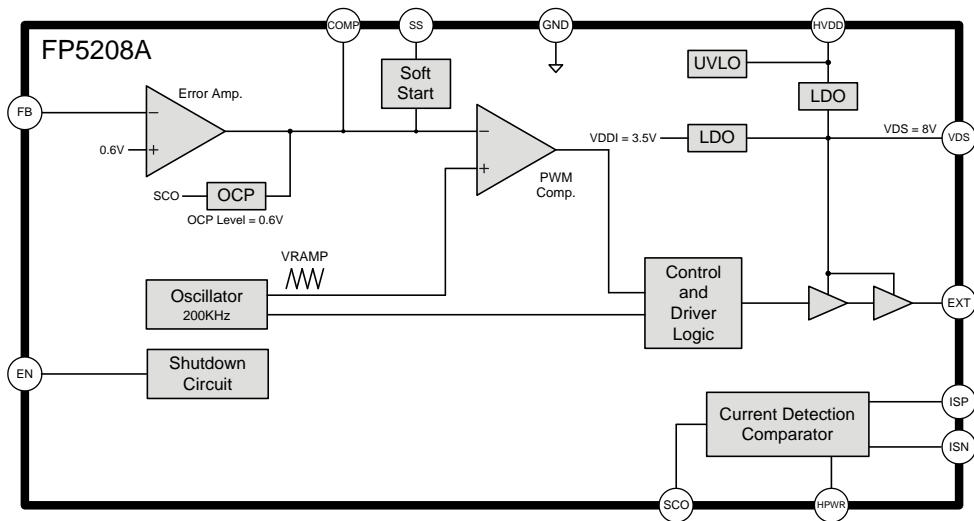 COMP
SS
GND
HVDD
FP5208A
UVLO
Soft
Start
Error Amp.
LDO
FB
VDDI = 3.5V
LDO
VDS = 8V
VDS
0.6V
PWM
Comp.
SCO
OCP
OCP Level = 0.6V
VRAMP
Oscillator
200KHz
Control
and
Driver
Logic
EXT
EN
Shutdown
Circuit
Current Detection
Comparator
ISP
ISN
SCO
HPWR